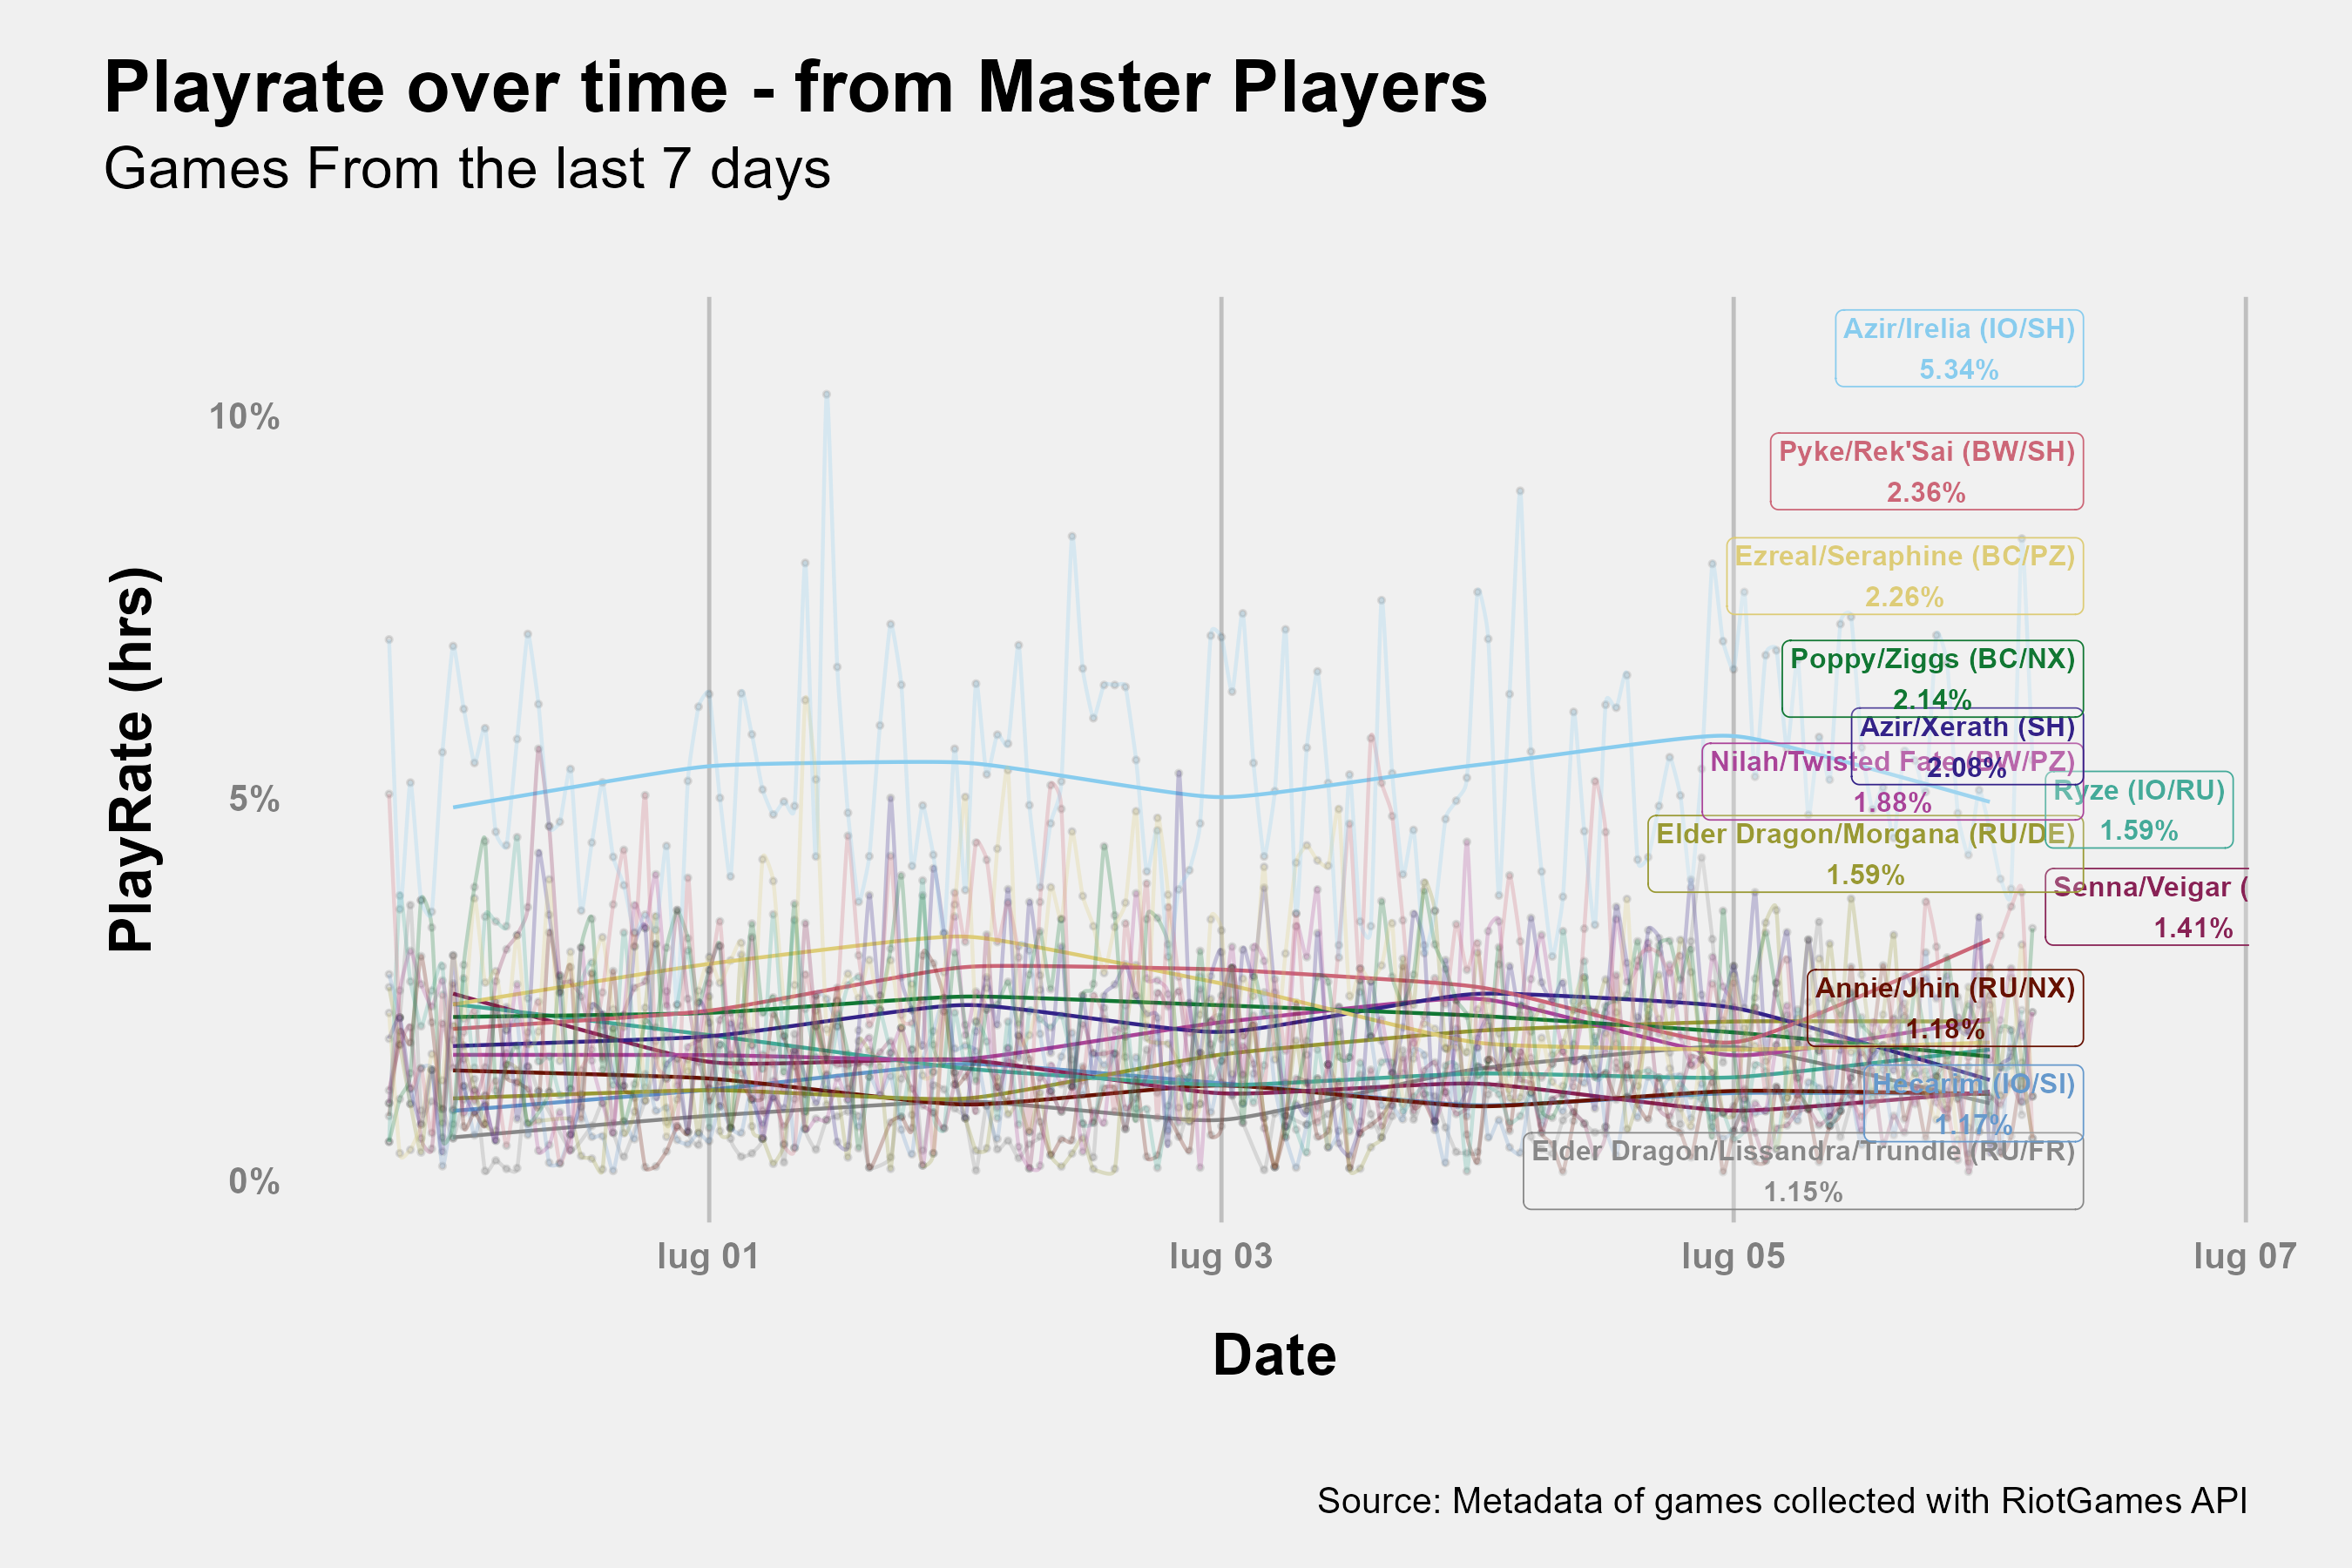 Playrate over time - from Master Players
Games From the last 7 days
PlayRate (hrs)
10%
5%
0%
Azir/Irelia (IO/SH)
5.34%
Pyke/Rek'Sai (BW/SH)
2.36%
Ezreal/Seraphine (BC/PZ)
2.26%
Poppy/Ziggs (BC/NX)
2.14%
Azir/Xerath (SH)
2.08%
Nilah/Twisted Fate (BW/PZ)
1.88%
Ryze (IO/RU)
1.59%
Elder Dragon/Morgana (RU/DE)
1.59%
Senna/Veigar (
1.41%
Annie/Jhin (RU/NX)
1.18%
Hecarim (IO/SI)
1.17%
Elder Dragon/Lissandra/Trundle (RU/FR)
1.15%
lug 01
lug 03
lug 05
lug 07
Date
Source: Metadata of games collected with RiotGames API